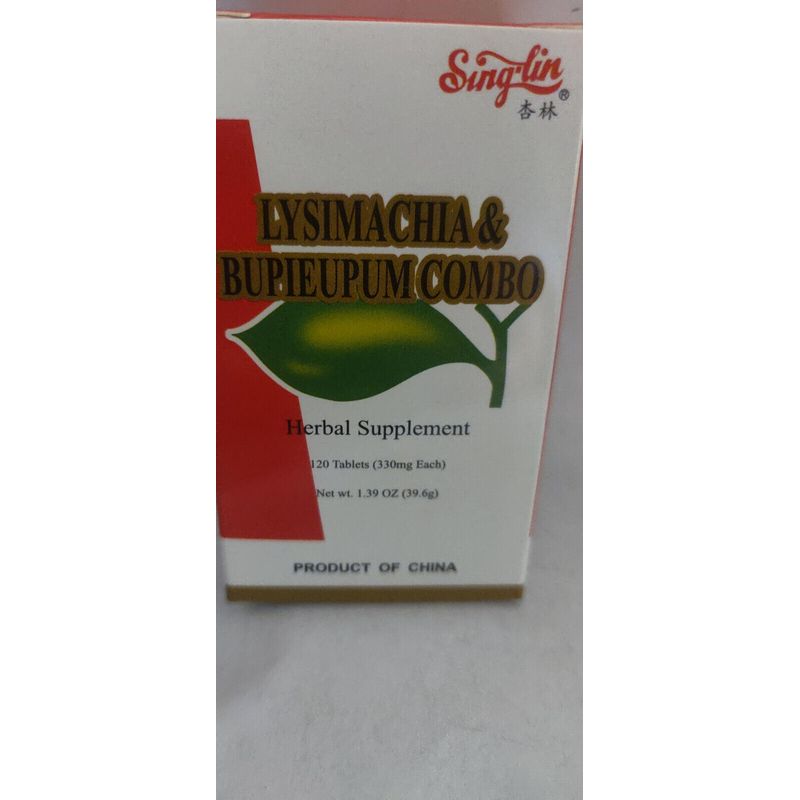 Sing-lin®
杏林
LYSIMACHIA &
BUPIEUPUM COMBO
Herbal Supplement
120 Tablets (330mg Each)
Net wt. 1.39 OZ (39.6g)
PRODUCT OF CHINA